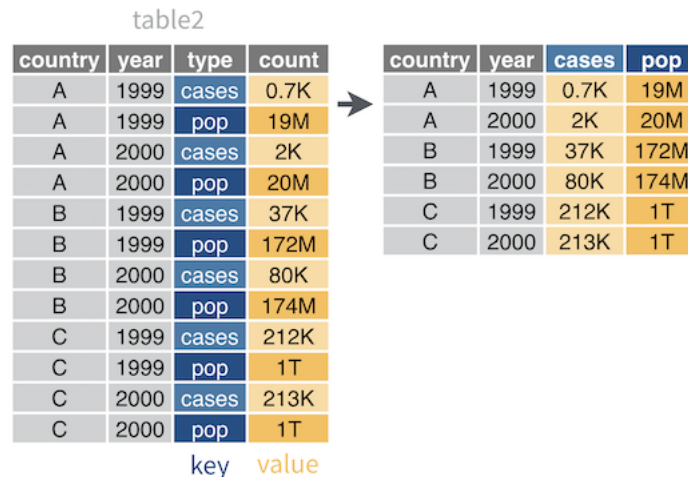 table2
country year type count
A 1999 cases 0.7K
A 1999 pop 19M
A 2000 cases 2K
A 2000 pop 20M
B 1999 cases 37K
B 1999 pop 172M
B 2000 cases 80K
B 2000 pop 174M
C 1999 cases 212K
C 1999 pop 1T
C 2000 cases 213K
C 2000 pop 1T
key value
country year cases pop
A 1999 0.7K 19M
A 2000 2K 20M
B 1999 37K 172M
B 2000 80K 174M
C 1999 212K 1T
C 2000 213K 1T